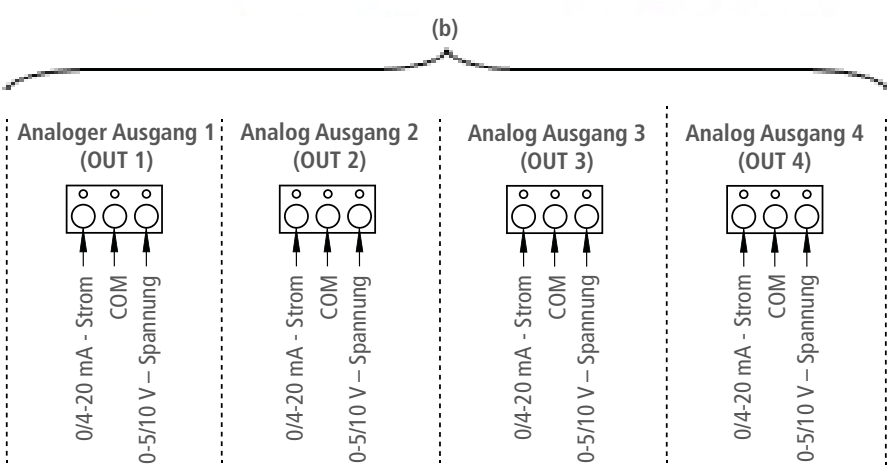 (b)
Analoger Ausgang 1
(OUT 1)
0/4-20 mA - Strom
COM
0-5/10 V – Spannung
Analog Ausgang 2
(OUT 2)
0/4-20 mA - Strom
COM
0-5/10 V – Spannung
Analog Ausgang 3
(OUT 3)
0/4-20 mA - Strom
COM
0-5/10 V – Spannung
Analog Ausgang 4
(OUT 4)
0/4-20 mA - Strom
COM
0-5/10 V – Spannung